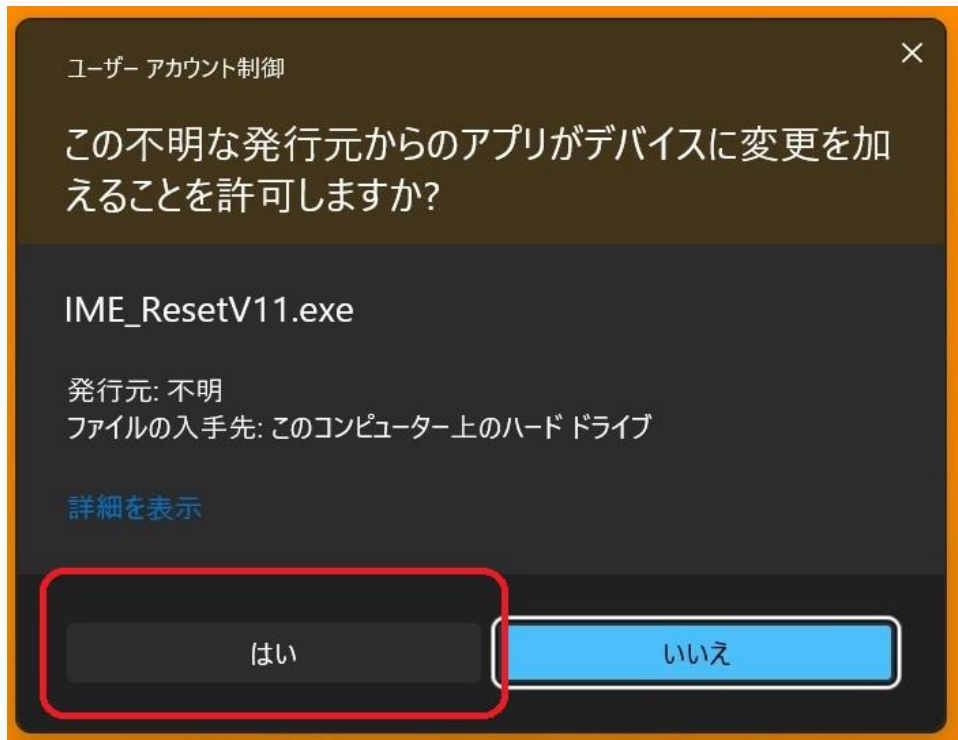 ユーザー アカウント制御
この不明な発行元からのアプリがデバイスに変更を加
えることを許可しますか?
IME_ResetV11.exe
発行元: 不明
ファイルの入手先: このコンピューター上のハード ドライブ
詳細を表示
はい
いいえ